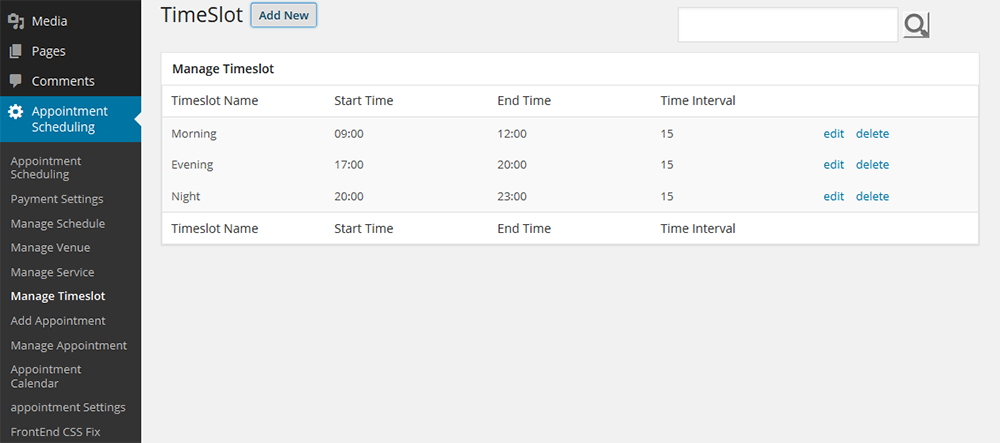 Media
Pages
Comments
Appointment
Scheduling
Appointment
Scheduling
Payment Settings
Manage Schedule
Manage Venue
Manage Service
Manage Timeslot
Add Appointment
Manage Appointment
Appointment
Calendar
appointment Settings
FrontEnd CSS Fix
TimeSlot Add New
Manage Timeslot
Timeslot Name Start Time End Time Time Interval
Morning 09:00 12:00 15 edit delete
Evening 17:00 20:00 15 edit delete
Night 20:00 23:00 15 edit delete
Timeslot Name Start Time End Time Time Interval